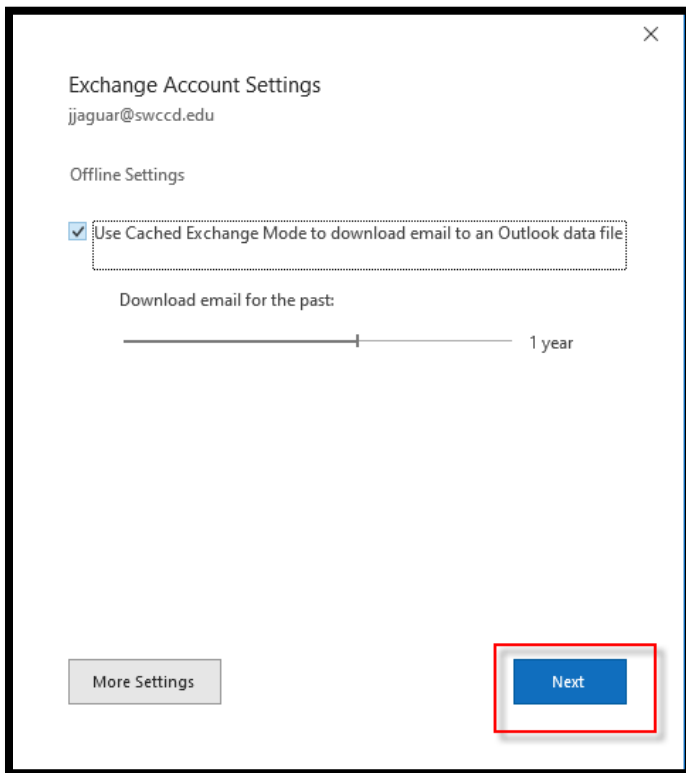 Exchange Account Settings
jjaguar@swccd.edu
Offline Settings
Use Cached Exchange Mode to download email to an Outlook data file
Download email for the past:
1 year
More Settings
Next